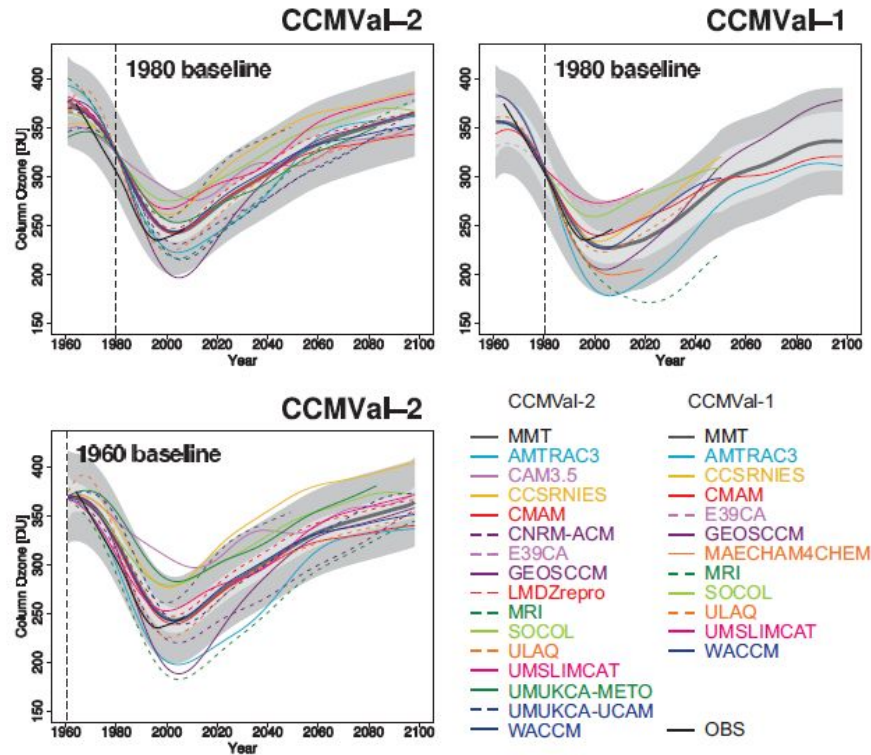 CCMVal–2
1980 baseline
Column Ozone [DU]
400
350
300
250
200
150
1960 1980 2000 2020 2040 2060 2080 2100
Year
CCMVal–1
1980 baseline
400
350
300
250
200
150
1960 1980 2000 2020 2040 2060 2080 2100
Year
CCMVal–2
1960 baseline
Column Ozone [DU]
400
350
300
250
200
150
1960 1980 2000 2020 2040 2060 2080 2100
Year
CCMVal-2
MMT
AMTRAC3
CAM3.5
CCSRNIES
CMAM
CNRM-ACM
E39CA
GEOSCCM
LMDZrepro
MRI
SOCOL
ULAQ
UMSLIMCAT
UMUKCA-METO
UMUKCA-UCAM
WACCM
CCMVal-1
MMT
AMTRAC3
CCSRNIES
CMAM
E39CA
GEOSCCM
MAECHAM4CHEM
MRI
SOCOL
ULAQ
UMSLIMCAT
WACCM
OBS